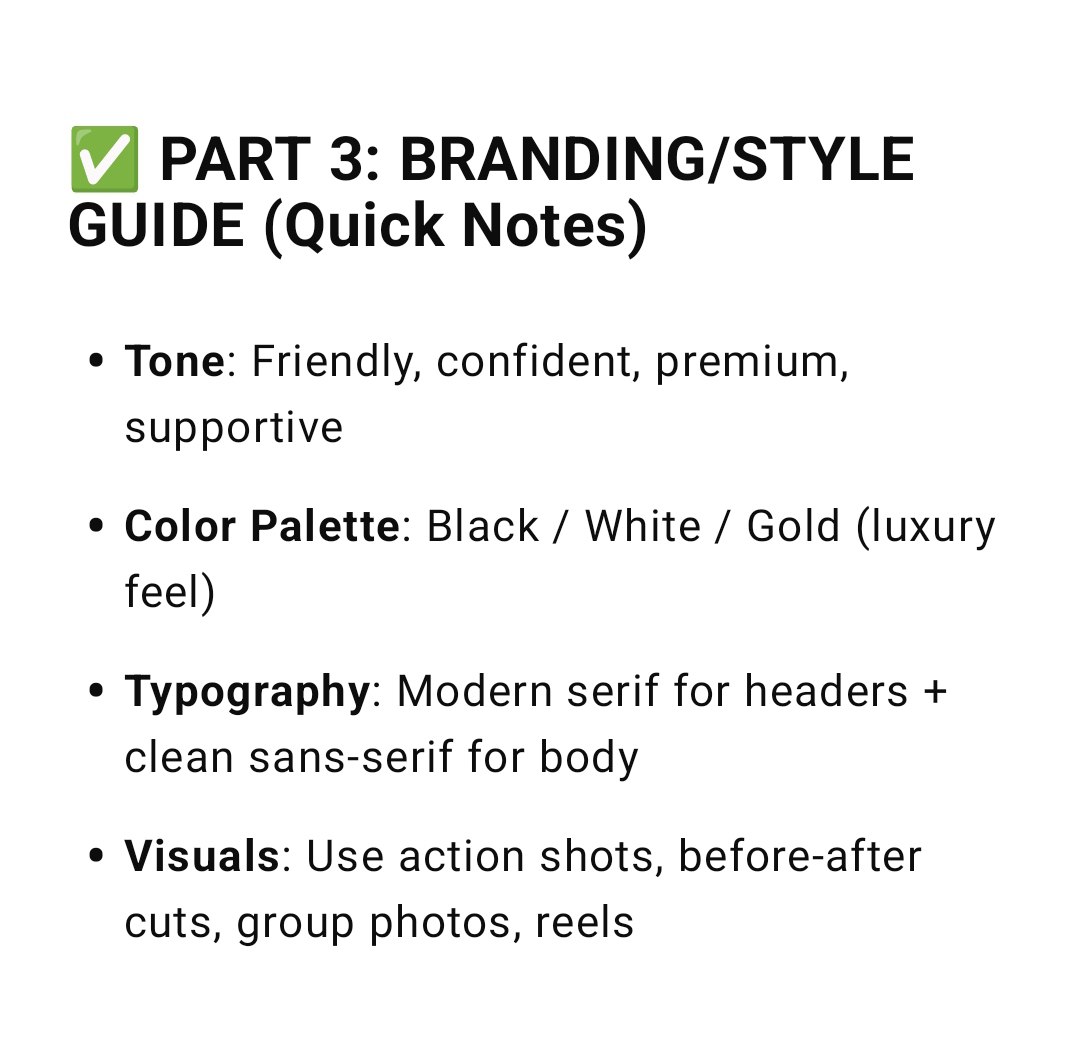 ✅ PART 3: BRANDING/STYLE
GUIDE (Quick Notes)
• Tone: Friendly, confident, premium,
supportive
• Color Palette: Black / White / Gold (luxury
feel)
• Typography: Modern serif for headers +
clean sans-serif for body
• Visuals: Use action shots, before-after
cuts, group photos, reels